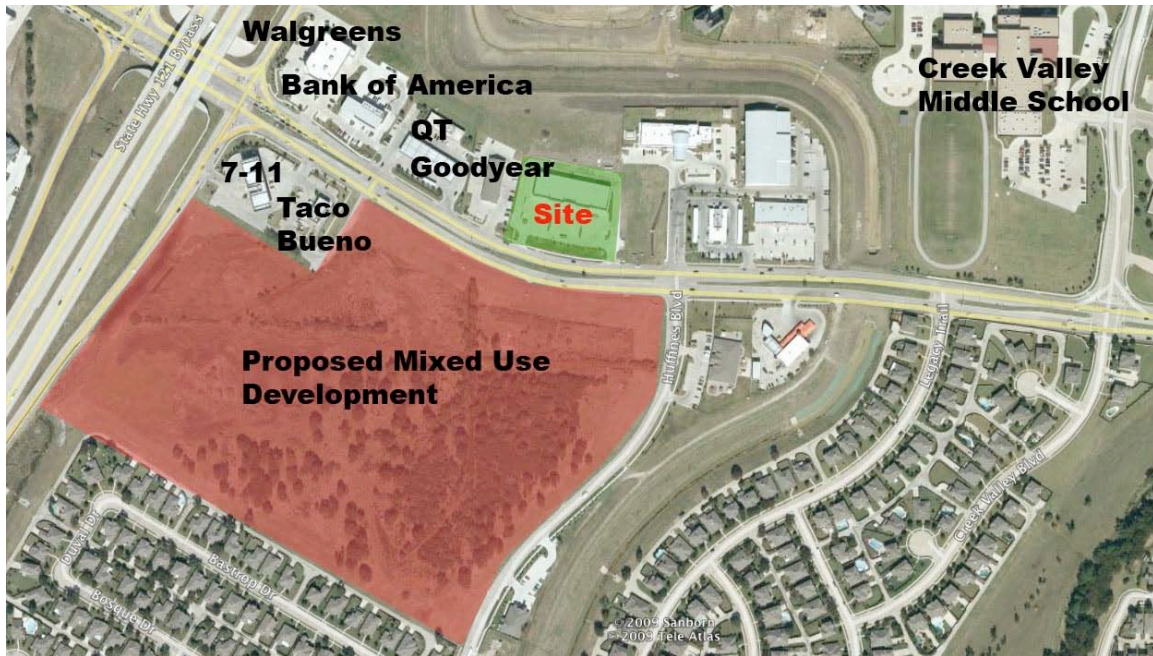 Walgreens
State Hwy 121 Bypass
Bank of America
Creek Valley
Middle School
QT
Goodyear
7-11
Taco
Bueno
Site
Huffines Blvd
Legacy Trail
Proposed Mixed Use
Development
Creek Valley Blvd
Duval Dr
Bastrop Dr
Bosque Dr
© 2009 Sanborn
© 2009 Tele Atlas